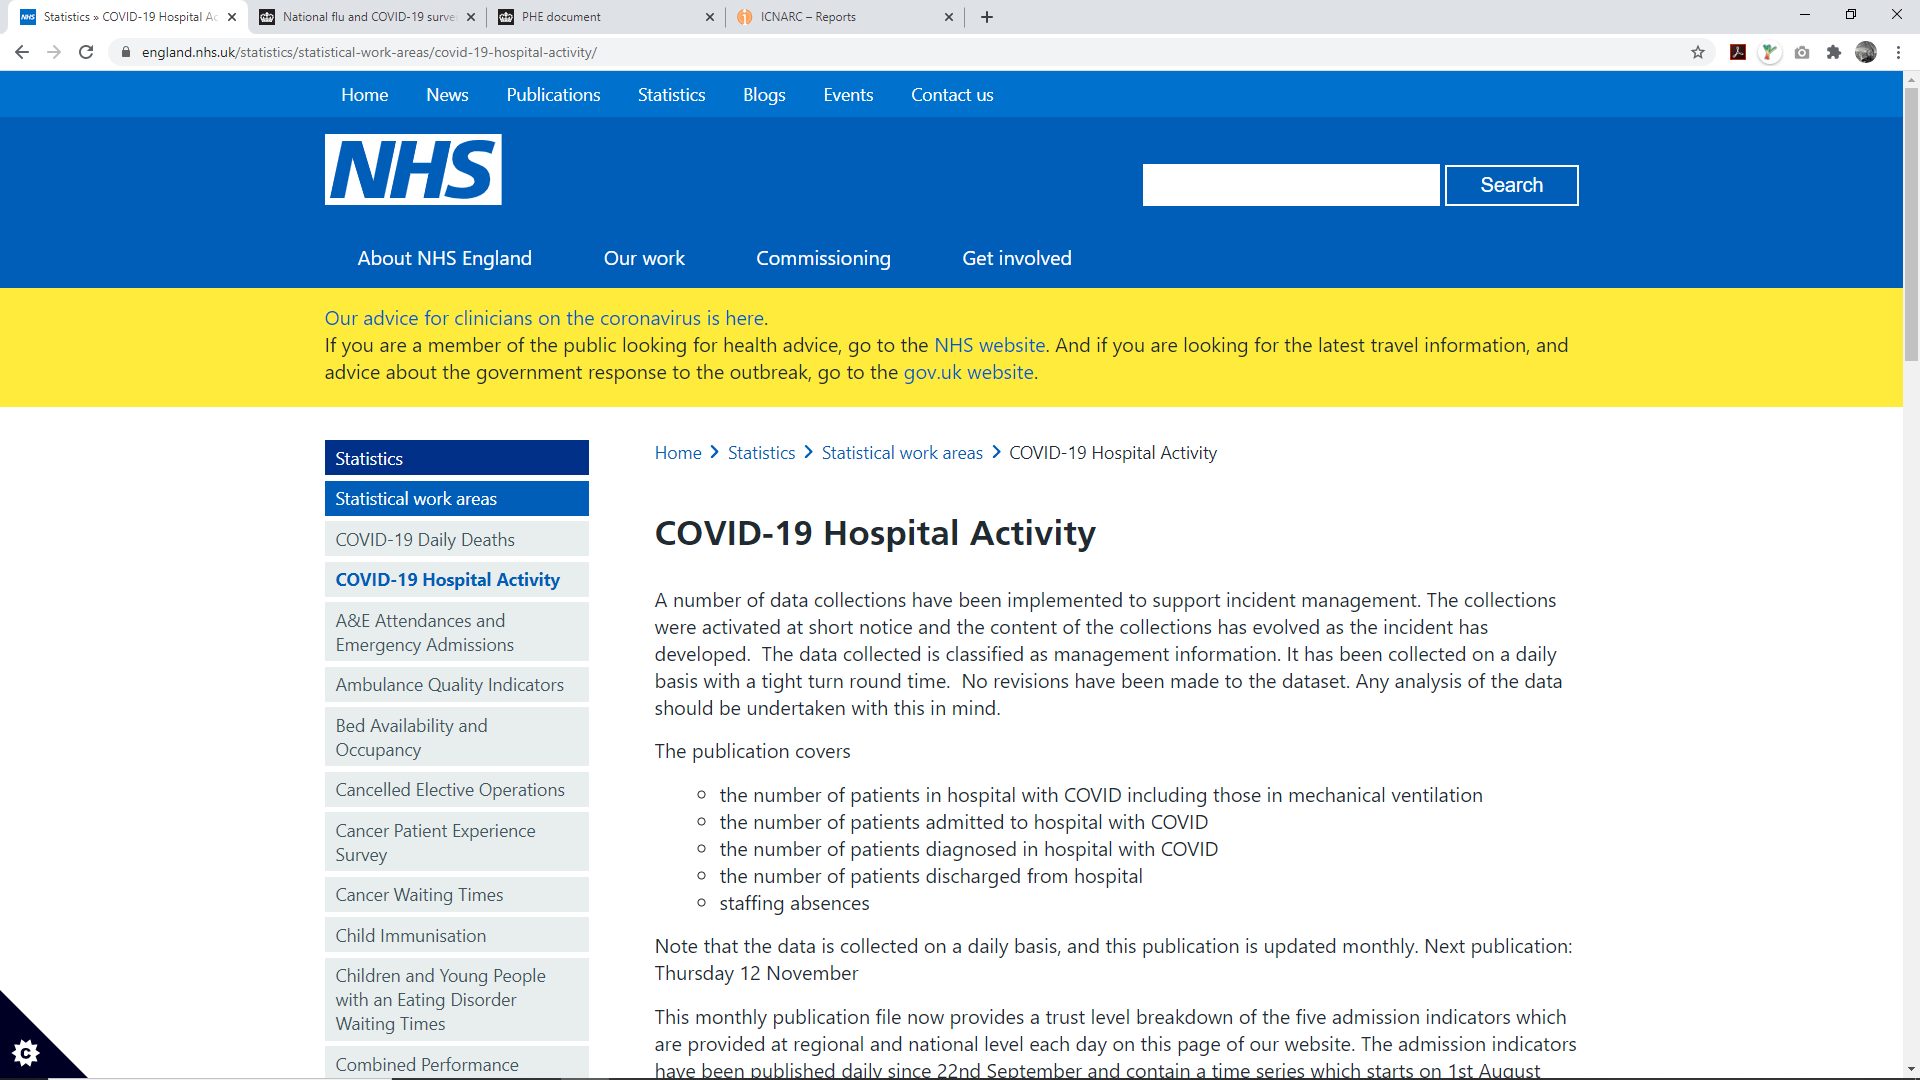 Statistics » COVID-19 Hospital Ac
National flu and COVID-19 surve
PHE document
ICNARC – Reports
england.nhs.uk/statistics/statistical-work-areas/covid-19-hospital-activity/
Home News Publications Statistics Blogs Events Contact us
NHS
Search
About NHS England Our work Commissioning Get involved
Our advice for clinicians on the coronavirus is here.
If you are a member of the public looking for health advice, go to the NHS website. And if you are looking for the latest travel information, and
advice about the government response to the outbreak, go to the gov.uk website.
Statistics
Statistical work areas
COVID-19 Daily Deaths
COVID-19 Hospital Activity
A&E Attendances and
Emergency Admissions
Ambulance Quality Indicators
Bed Availability and
Occupancy
Cancelled Elective Operations
Cancer Patient Experience
Survey
Cancer Waiting Times
Child Immunisation
Children and Young People
with an Eating Disorder
Waiting Times
Combined Performance
Home > Statistics > Statistical work areas > COVID-19 Hospital Activity
COVID-19 Hospital Activity
A number of data collections have been implemented to support incident management. The collections
were activated at short notice and the content of the collections has evolved as the incident has
developed.  The data collected is classified as management information. It has been collected on a daily
basis with a tight turn round time.  No revisions have been made to the dataset. Any analysis of the data
should be undertaken with this in mind.
The publication covers
the number of patients in hospital with COVID including those in mechanical ventilation
the number of patients admitted to hospital with COVID
the number of patients diagnosed in hospital with COVID
the number of patients discharged from hospital
staffing absences
Note that the data is collected on a daily basis, and this publication is updated monthly. Next publication:
Thursday 12 November
This monthly publication file now provides a trust level breakdown of the five admission indicators which
are provided at regional and national level each day on this page of our website. The admission indicators
have been published daily since 22nd September and contain a time series which starts on 1st August